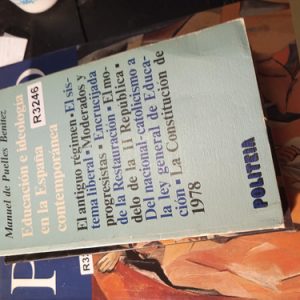 Manuel de Puelles Benítez
Educación e ideología
en la España
contemporánea
R3246
El antiguo régimen • El sis-
tema liberal • Moderados y
progresistas • Encrucijada
de la Restauración • El mo-
delo de la II República •
Del nacional-catolicismo a
la ley general de Educa-
ción • La Constitución de
1978
POLITEIA
P
R3